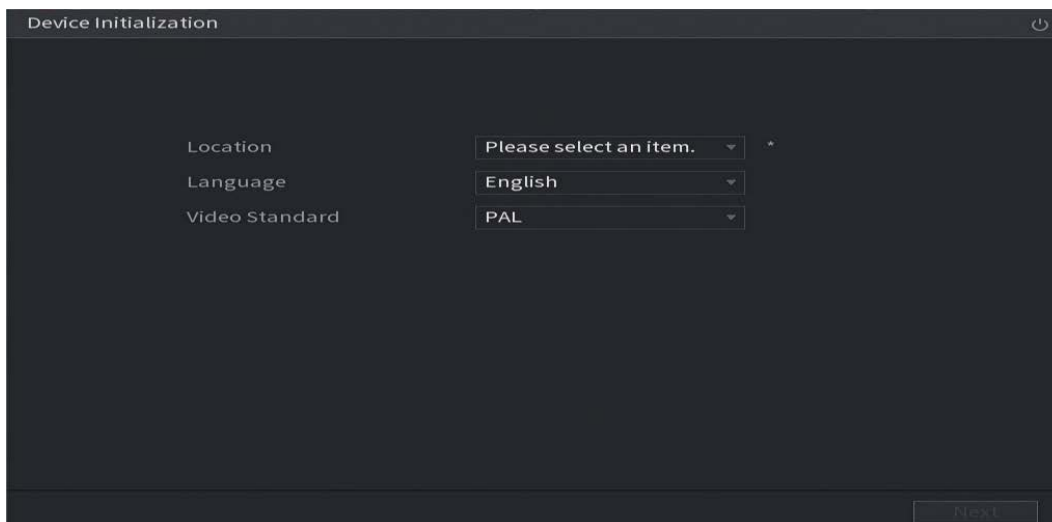 Device Initialization
Location Please select an item. *
Language English
Video Standard PAL
Next